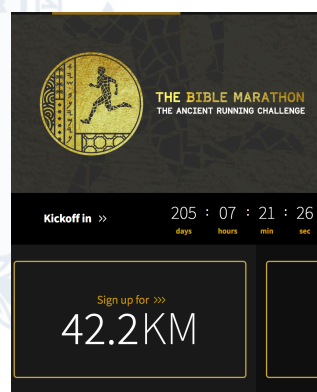 THE BIBLE MARATHON
THE ANCIENT RUNNING CHALLENGE
Kickoff in >> 205 : 07 : 21 : 26
days hours min sec
Sign up for >>>
42.2KM